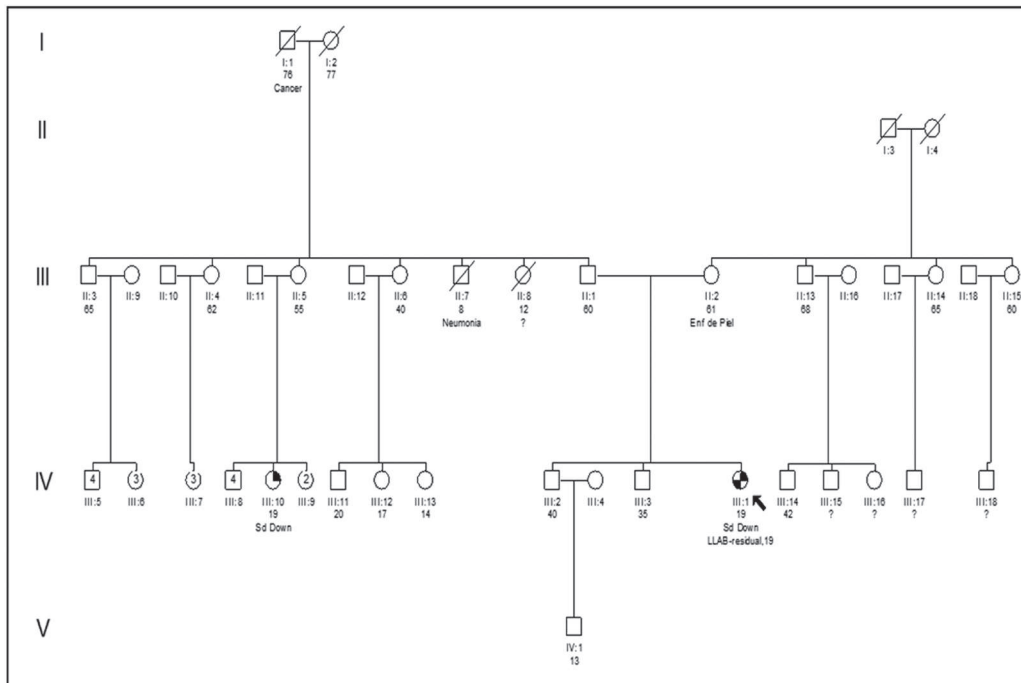 I
I:1 I:2
76 77
Cancer
II
I:3 I:4
III
II:3 II:9 II:10 II:4 II:11 II:5 II:12 II:6 II:7 II:8 II:1 II:2 II:13 II:16 II:17 II:14 II:18 II:15
65 62 55 40 8 12 60 61 68 65 60
Neumonia ? Enf de Piel
IV
4 3 3 4 2
III:5 III:6 III:7 III:8 III:10 III:9 III:11 III:12 III:13 III:2 III:4 III:3 III:1 III:14 III:15 III:16 III:17 III:18
19 20 17 14 40 35 19 42 ? ? ? ?
Sd Down Sd Down
LLAB-residual,19
V
IV:1
13